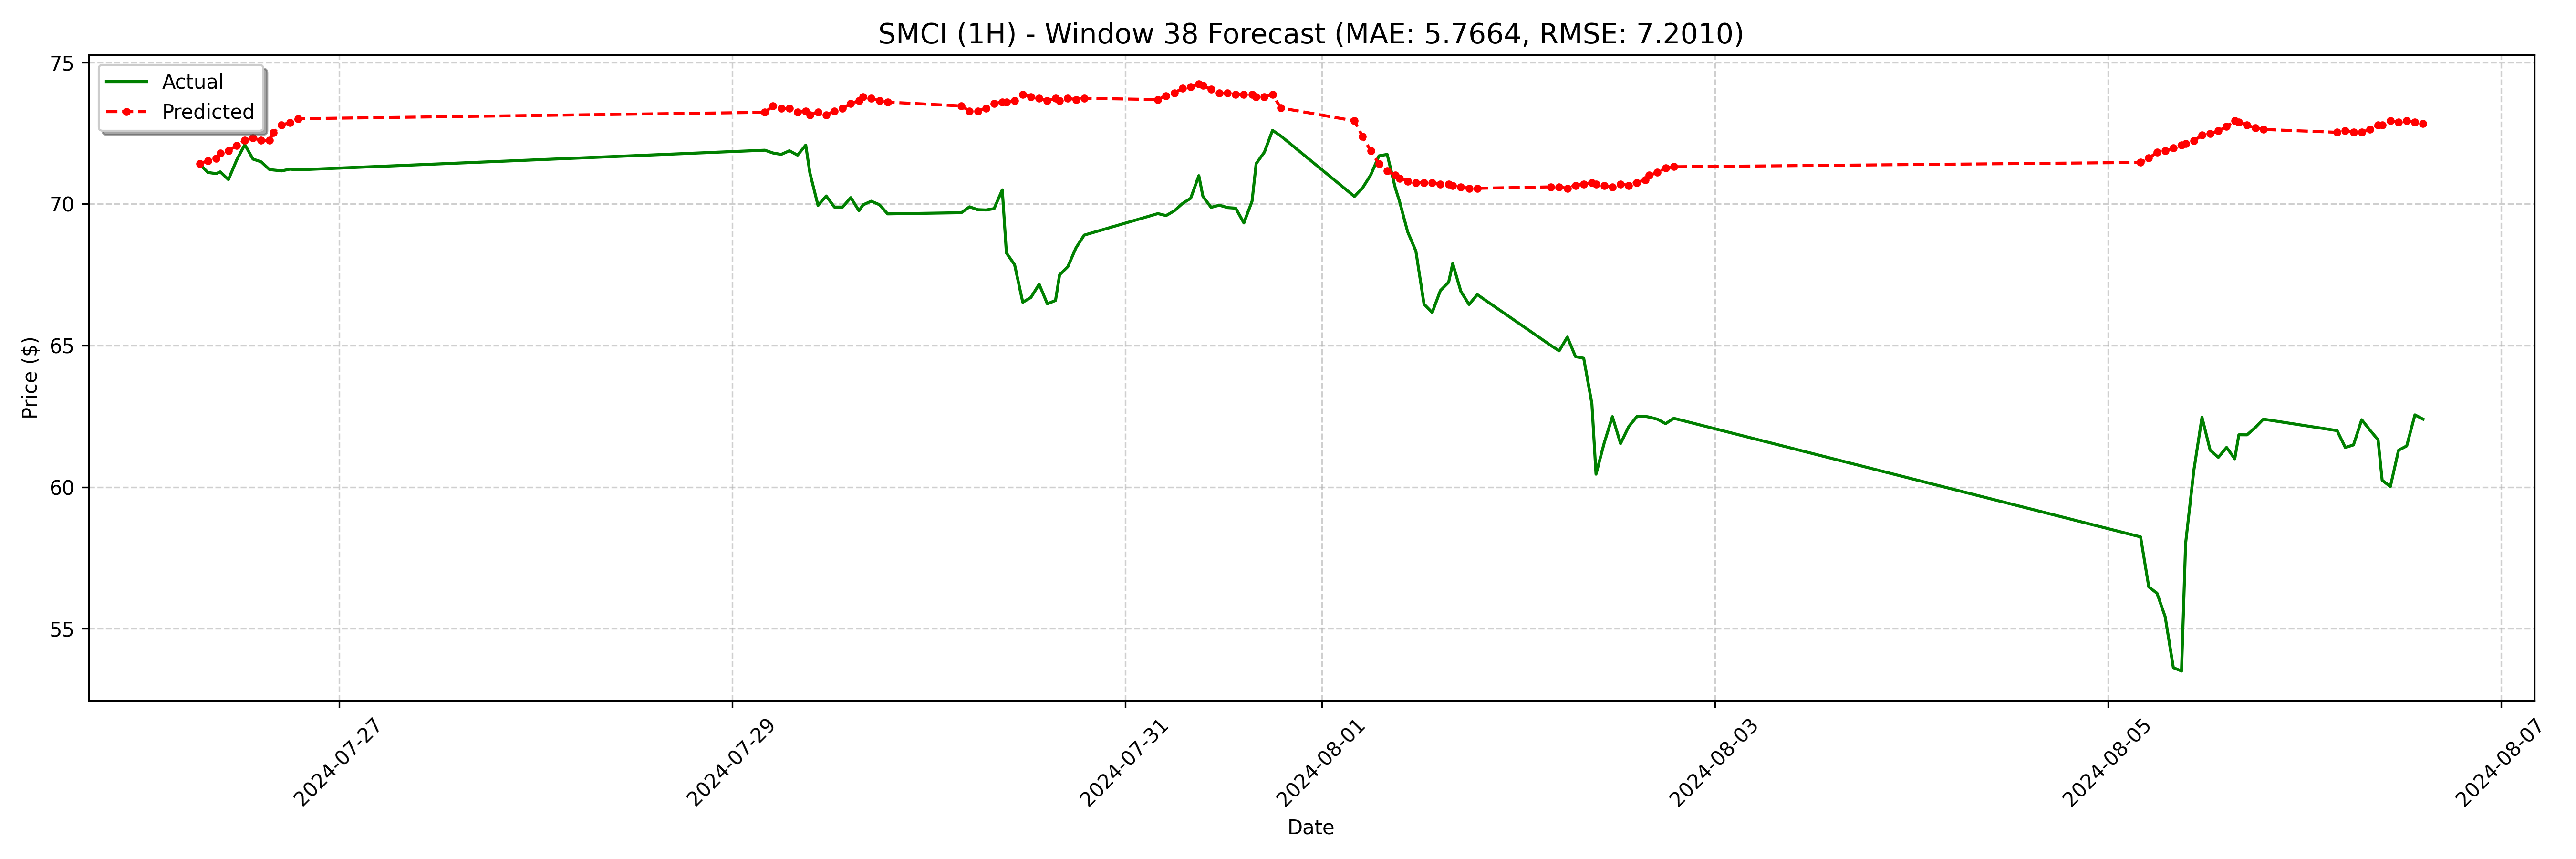 SMCI (1H) - Window 38 Forecast (MAE: 5.7664, RMSE: 7.2010)
Actual
Predicted
75
70
65
60
55
Price ($)
2024-07-27
2024-07-29
2024-07-31
2024-08-01
2024-08-03
2024-08-05
2024-08-07
Date